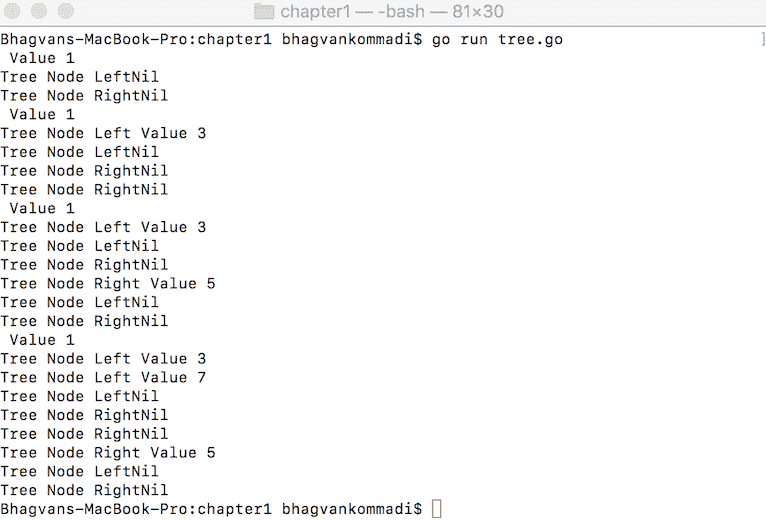 chapter1 — -bash — 81×30
Bhagvans-MacBook-Pro:chapter1 bhagvankommadi$ go run tree.go
Value 1
Tree Node LeftNil
Tree Node RightNil
Value 1
Tree Node Left Value 3
Tree Node LeftNil
Tree Node RightNil
Tree Node RightNil
Value 1
Tree Node Left Value 3
Tree Node LeftNil
Tree Node RightNil
Tree Node Right Value 5
Tree Node LeftNil
Tree Node RightNil
Value 1
Tree Node Left Value 3
Tree Node Left Value 7
Tree Node LeftNil
Tree Node RightNil
Tree Node RightNil
Tree Node Right Value 5
Tree Node LeftNil
Tree Node RightNil
Bhagvans-MacBook-Pro:chapter1 bhagvankommadi$